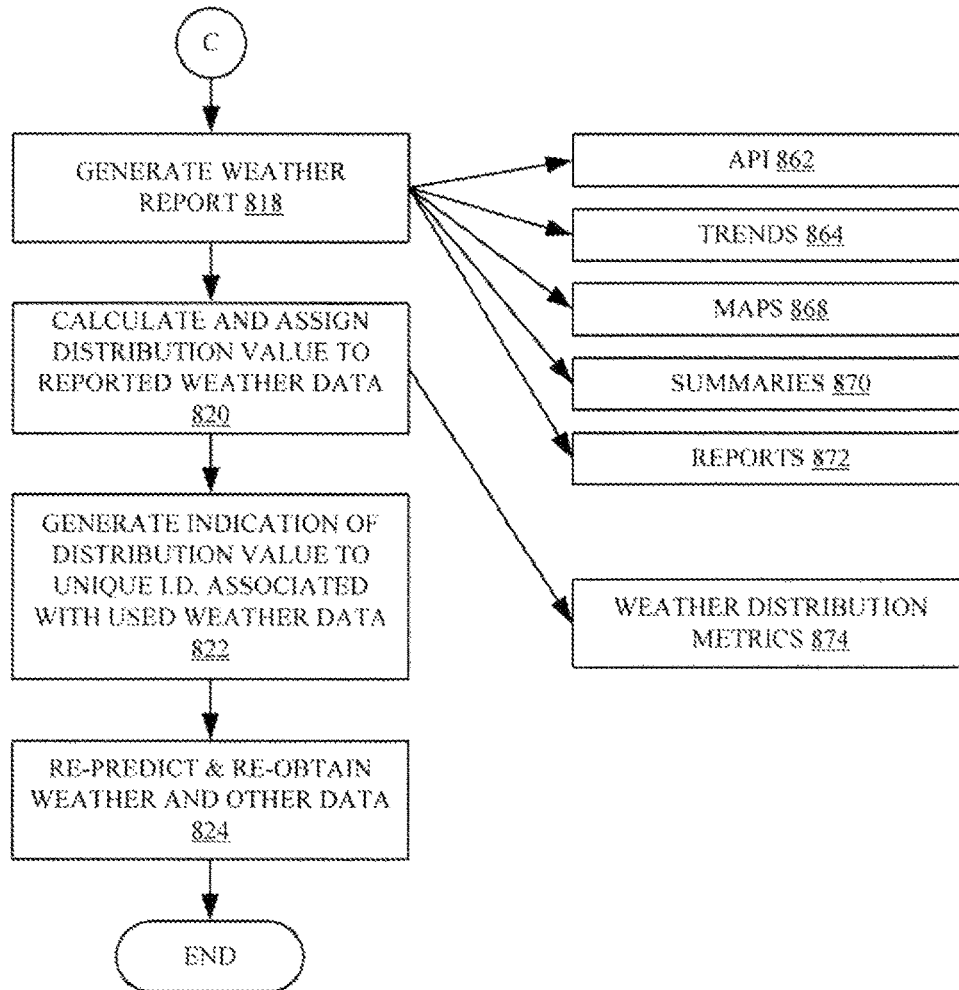 C
GENERATE WEATHER
REPORT 818
API 862
TRENDS 864
MAPS 868
SUMMARIES 870
REPORTS 872
CALCULATE AND ASSIGN
DISTRIBUTION VALUE TO
REPORTED WEATHER DATA
820
GENERATE INDICATION OF
DISTRIBUTION VALUE TO
UNIQUE I.D. ASSOCIATED
WITH USED WEATHER DATA
822
WEATHER DISTRIBUTION
METRICS 874
RE-PREDICT & RE-OBTAIN
WEATHER AND OTHER DATA
824
END